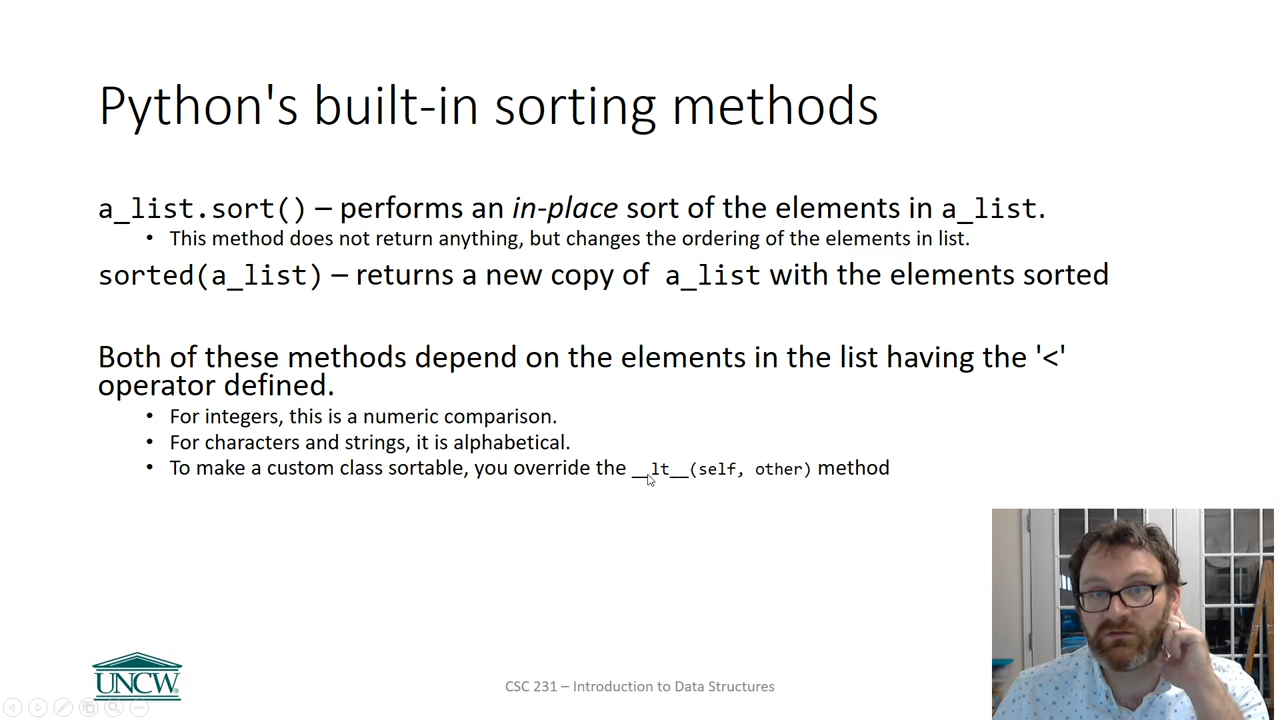 Python's built-in sorting methods
a_list.sort() – performs an in-place sort of the elements in a_list.
• This method does not return anything, but changes the ordering of the elements in list.
sorted(a_list) – returns a new copy of a_list with the elements sorted
Both of these methods depend on the elements in the list having the '<'
operator defined.
• For integers, this is a numeric comparison.
• For characters and strings, it is alphabetical.
• To make a custom class sortable, you override the __lt__(self, other) method
UNCW
CSC 231 – Introduction to Data Structures